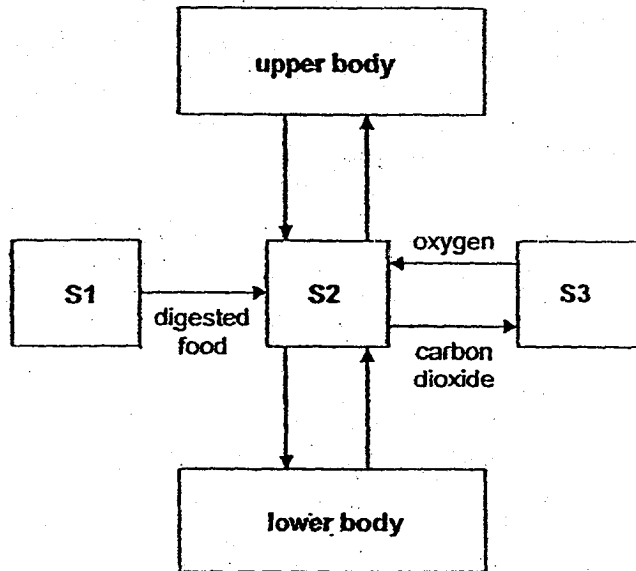 upper body
oxygen
S1
S2
S3
digested
food
carbon
dioxide
lower body